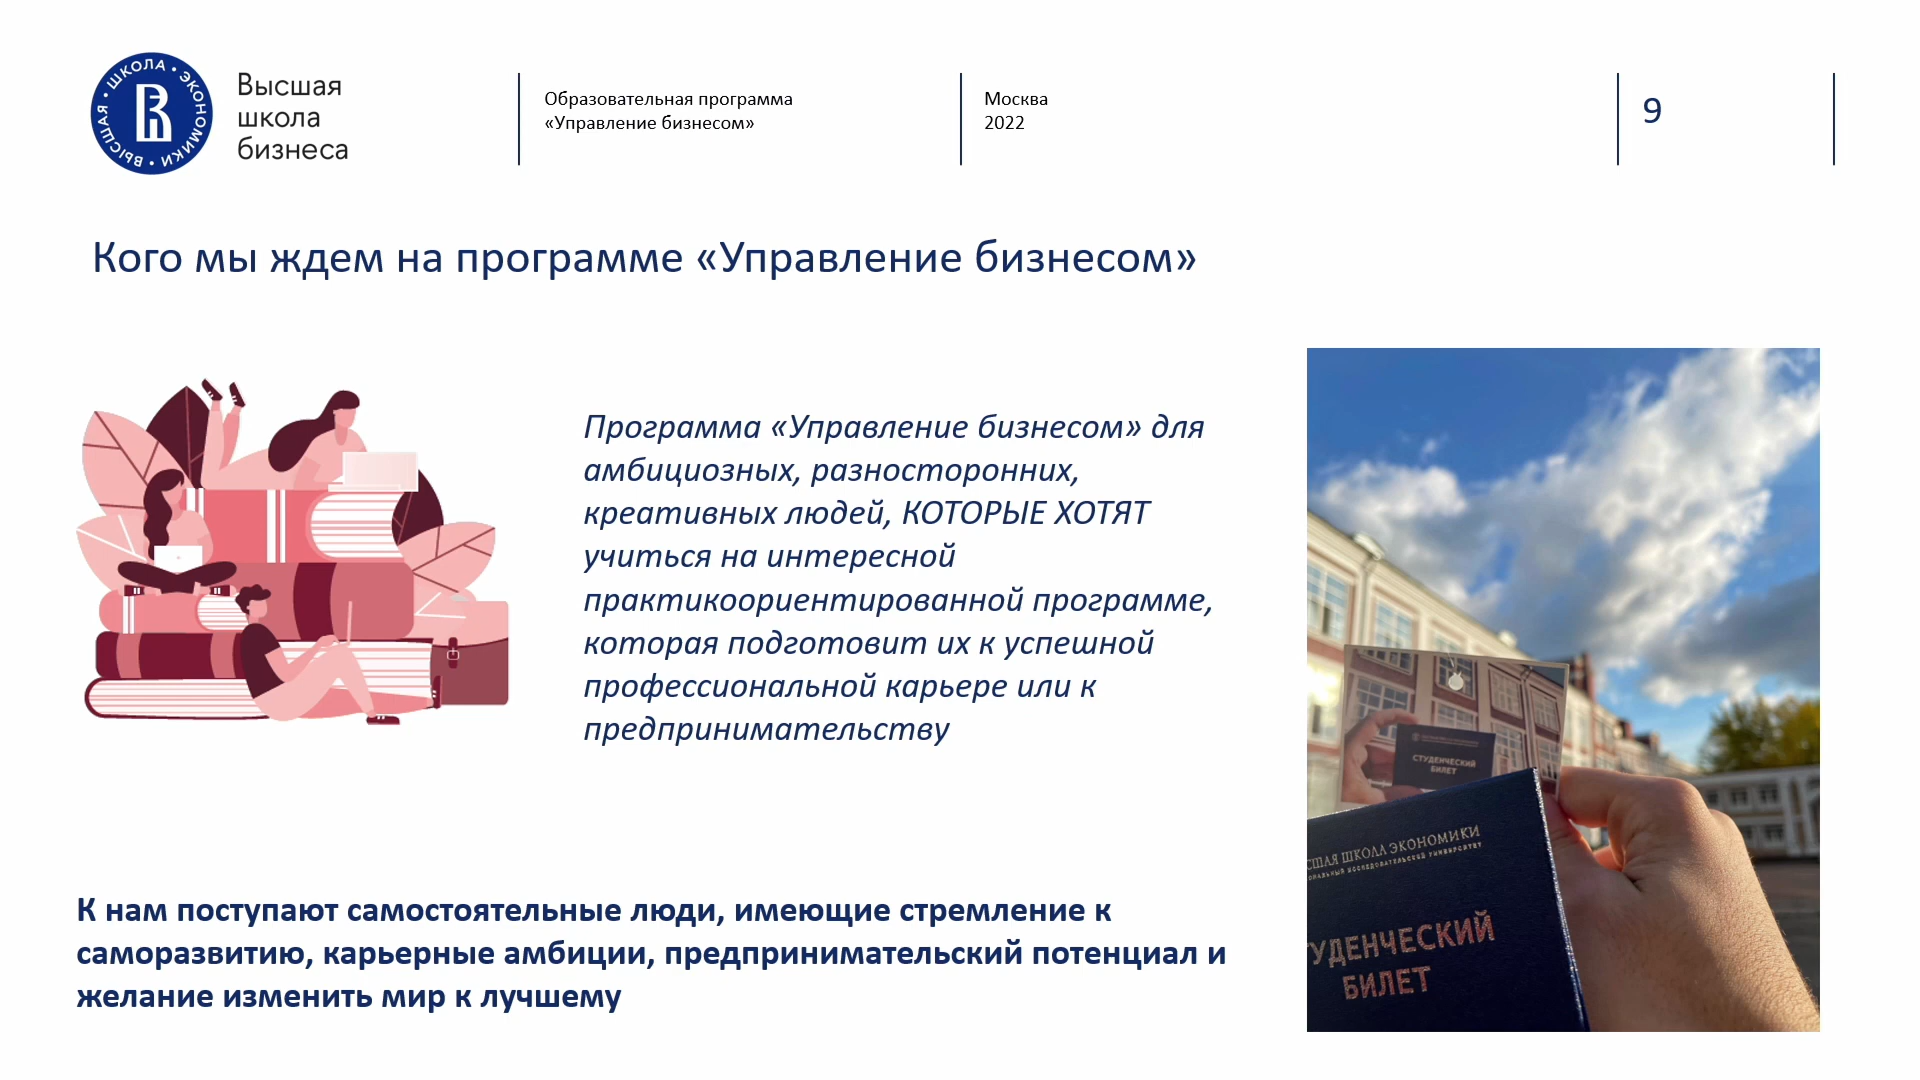 ВЫСШАЯ • ШКОЛА • ЭКОНОМИКИ •
Высшая
школа
бизнеса
Образовательная программа
«Управление бизнесом»
Москва
2022
9
Кого мы ждем на программе «Управление бизнесом»
Программа «Управление бизнесом» для
амбициозных, разносторонних,
креативных людей, КОТОРЫЕ ХОТЯТ
учиться на интересной
практикоориентированной программе,
которая подготовит их к успешной
профессиональной карьере или к
предпринимательству
К нам поступают самостоятельные люди, имеющие стремление к
саморазвитию, карьерные амбиции, предпринимательский потенциал и
желание изменить мир к лучшему
СТУДЕНЧЕСКИЙ
БИЛЕТ
СШАЯ ШКОЛА ЭКОНОМИКИ
ОНАЛЬНЫЙ ИССЛЕДОВАТЕЛЬСКИЙ УНИВЕРСИТЕТ
УДЕНЧЕСКИЙ
БИЛЕТ